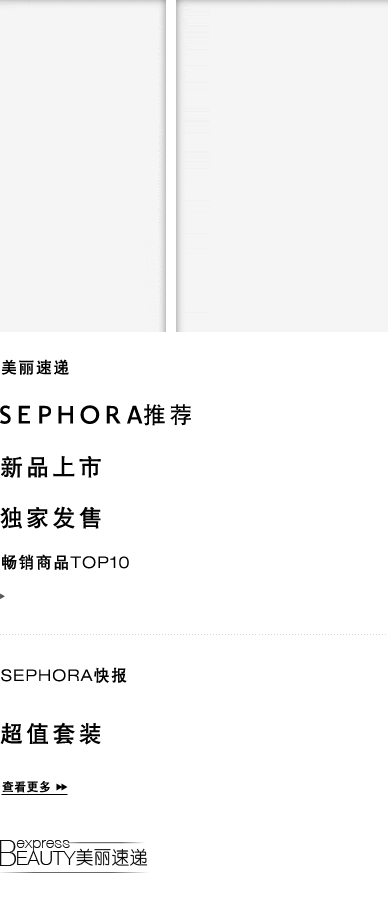 美丽速递
SEPHORA推荐
新品上市
独家发售
畅销商品TOP10
SEPHORA快报
超值套装
查看更多
express
BEAUTY美丽速递